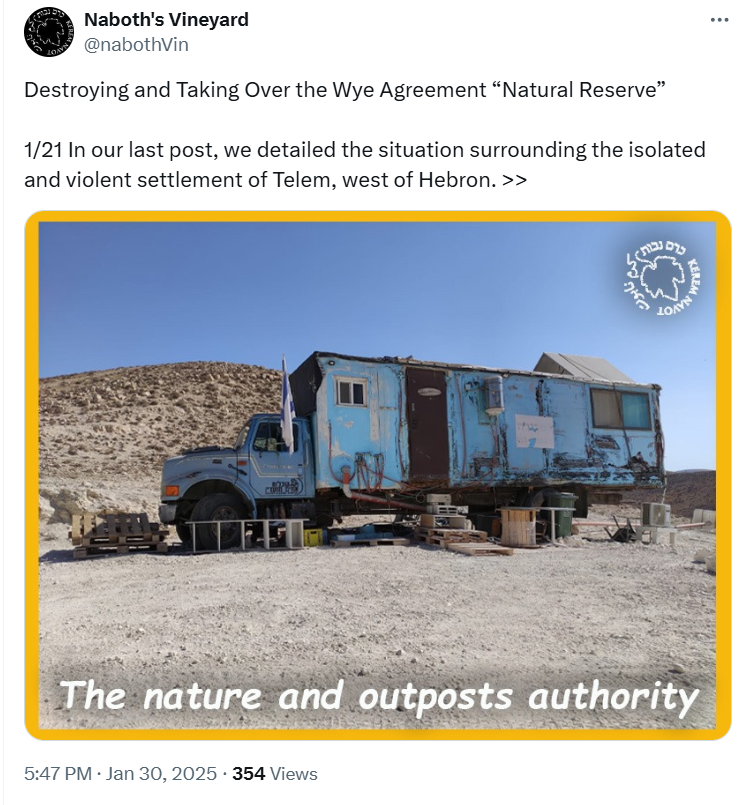 Naboth's Vineyard
@nabothVin
Destroying and Taking Over the Wye Agreement “Natural Reserve”
1/21 In our last post, we detailed the situation surrounding the isolated
and violent settlement of Telem, west of Hebron. >>
כרם נבות
KEREM NAVOT
The nature and outposts authority
5:47 PM · Jan 30, 2025 · 354 Views